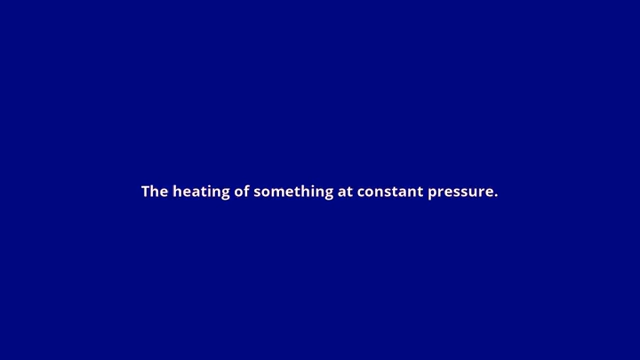 The heating of something at constant pressure.